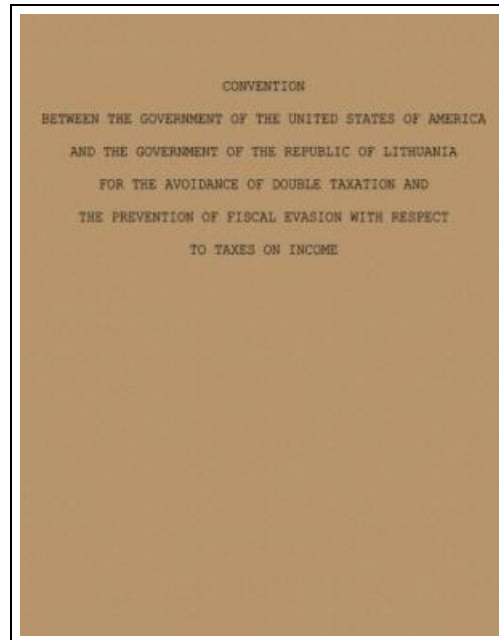 CONVENTION
BETWEEN THE GOVERNMENT OF THE UNITED STATES OF AMERICA
AND THE GOVERNMENT OF THE REPUBLIC OF LITHUANIA
FOR THE AVOIDANCE OF DOUBLE TAXATION AND
THE PREVENTION OF FISCAL EVASION WITH RESPECT
TO TAXES ON INCOME